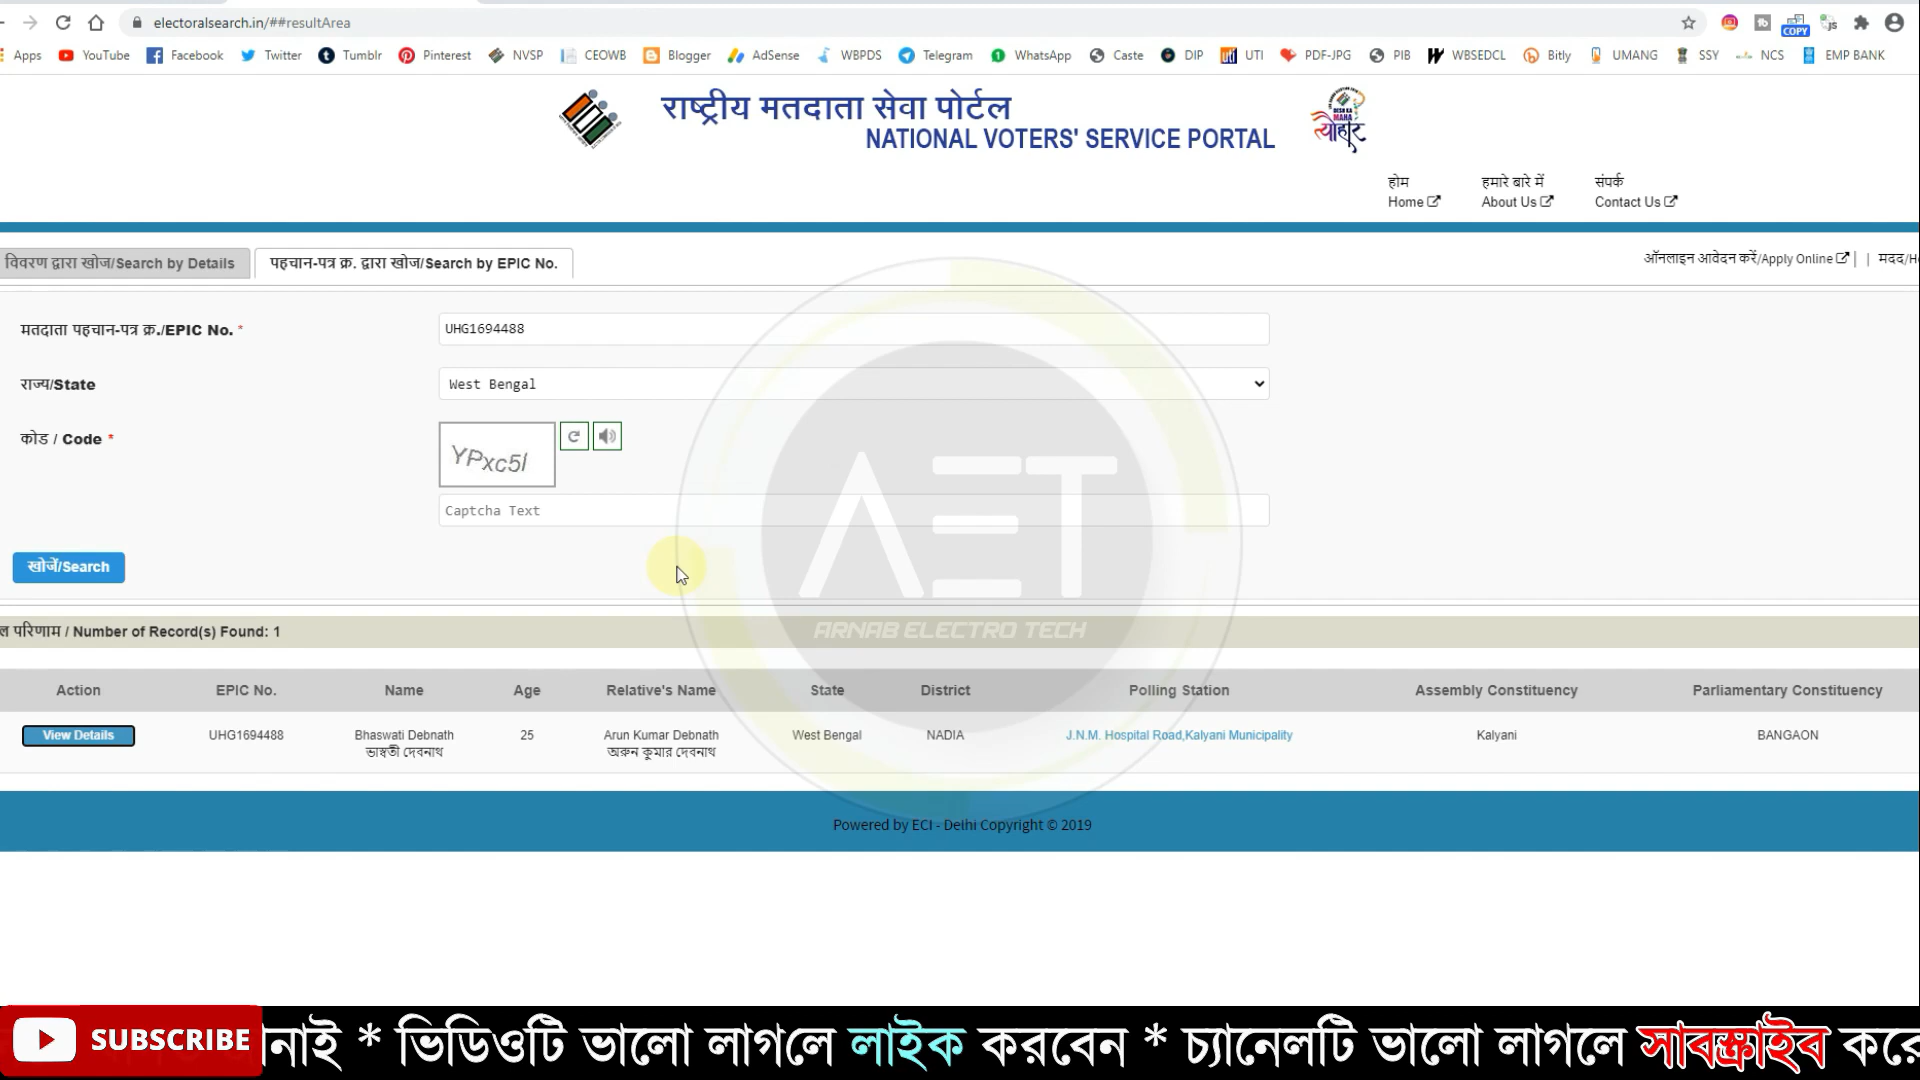 electoralsearch.in/##resultArea
COPY
Apps YouTube Facebook Twitter Tumblr Pinterest NVSP CEOWB Blogger AdSense WBPDS Telegram WhatsApp Caste DIP UTI PDF-JPG PIB WBSEDCL Bitly UMANG SSY NCS EMP BANK
राष्ट्रीय मतदाता सेवा पोर्टल
NATIONAL VOTERS' SERVICE PORTAL
त्योहार
होम हमारे बारे में संपर्क
Home About Us Contact Us
विवरण द्वारा खोज/Search by Details पहचान-पत्र क्र. द्वारा खोज/Search by EPIC No. ऑनलाइन आवेदन करें/Apply Online | | मदद/H
मतदाता पहचान-पत्र क्र./EPIC No. * UHG1694488
राज्य/State West Bengal
कोड / Code *
YPxc5l
Captcha Text
खोजें/Search
AET
ARNAB ELECTRO TECH
ल परिणाम / Number of Record(s) Found: 1
Action EPIC No. Name Age Relative's Name State District Polling Station Assembly Constituency Parliamentary Constituency
View Details UHG1694488 Bhaswati Debnath 25 Arun Kumar Debnath West Bengal NADIA J.N.M. Hospital Road,Kalyani Municipality Kalyani BANGAON
ভাস্বতী দেবনাথ অরুন কুমার দেবনাথ
Powered by ECI - Delhi Copyright © 2019
SUBSCRIBE নাই * ভিডিওটি ভালো লাগলে লাইক করবেন * চ্যানেলটি ভালো লাগলে সাবস্ক্রাইব করে